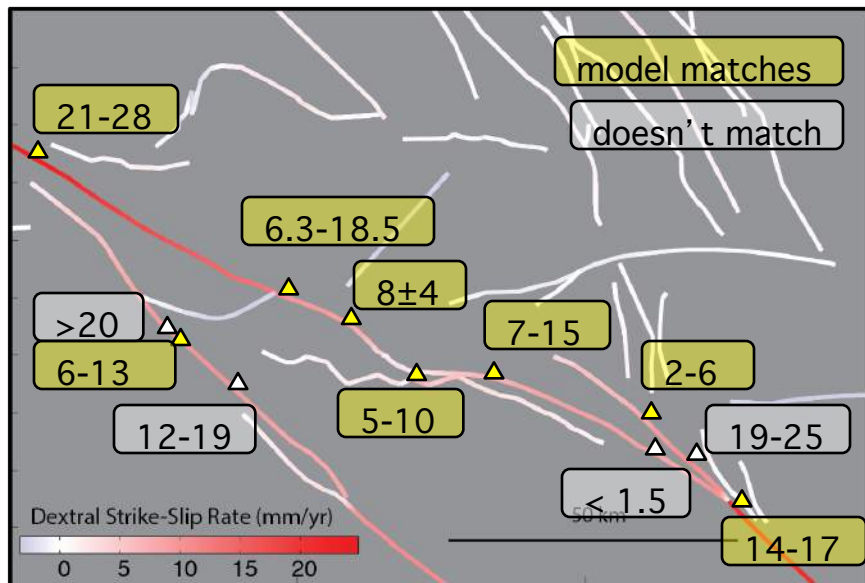 model matches
doesn't match
21-28
6.3-18.5
8±4
>20
7-15
6-13
2-6
12-19
5-10
19-25
< 1.5
50 km
14-17
Dextral Strike-Slip Rate (mm/yr)
0 5 10 15 20